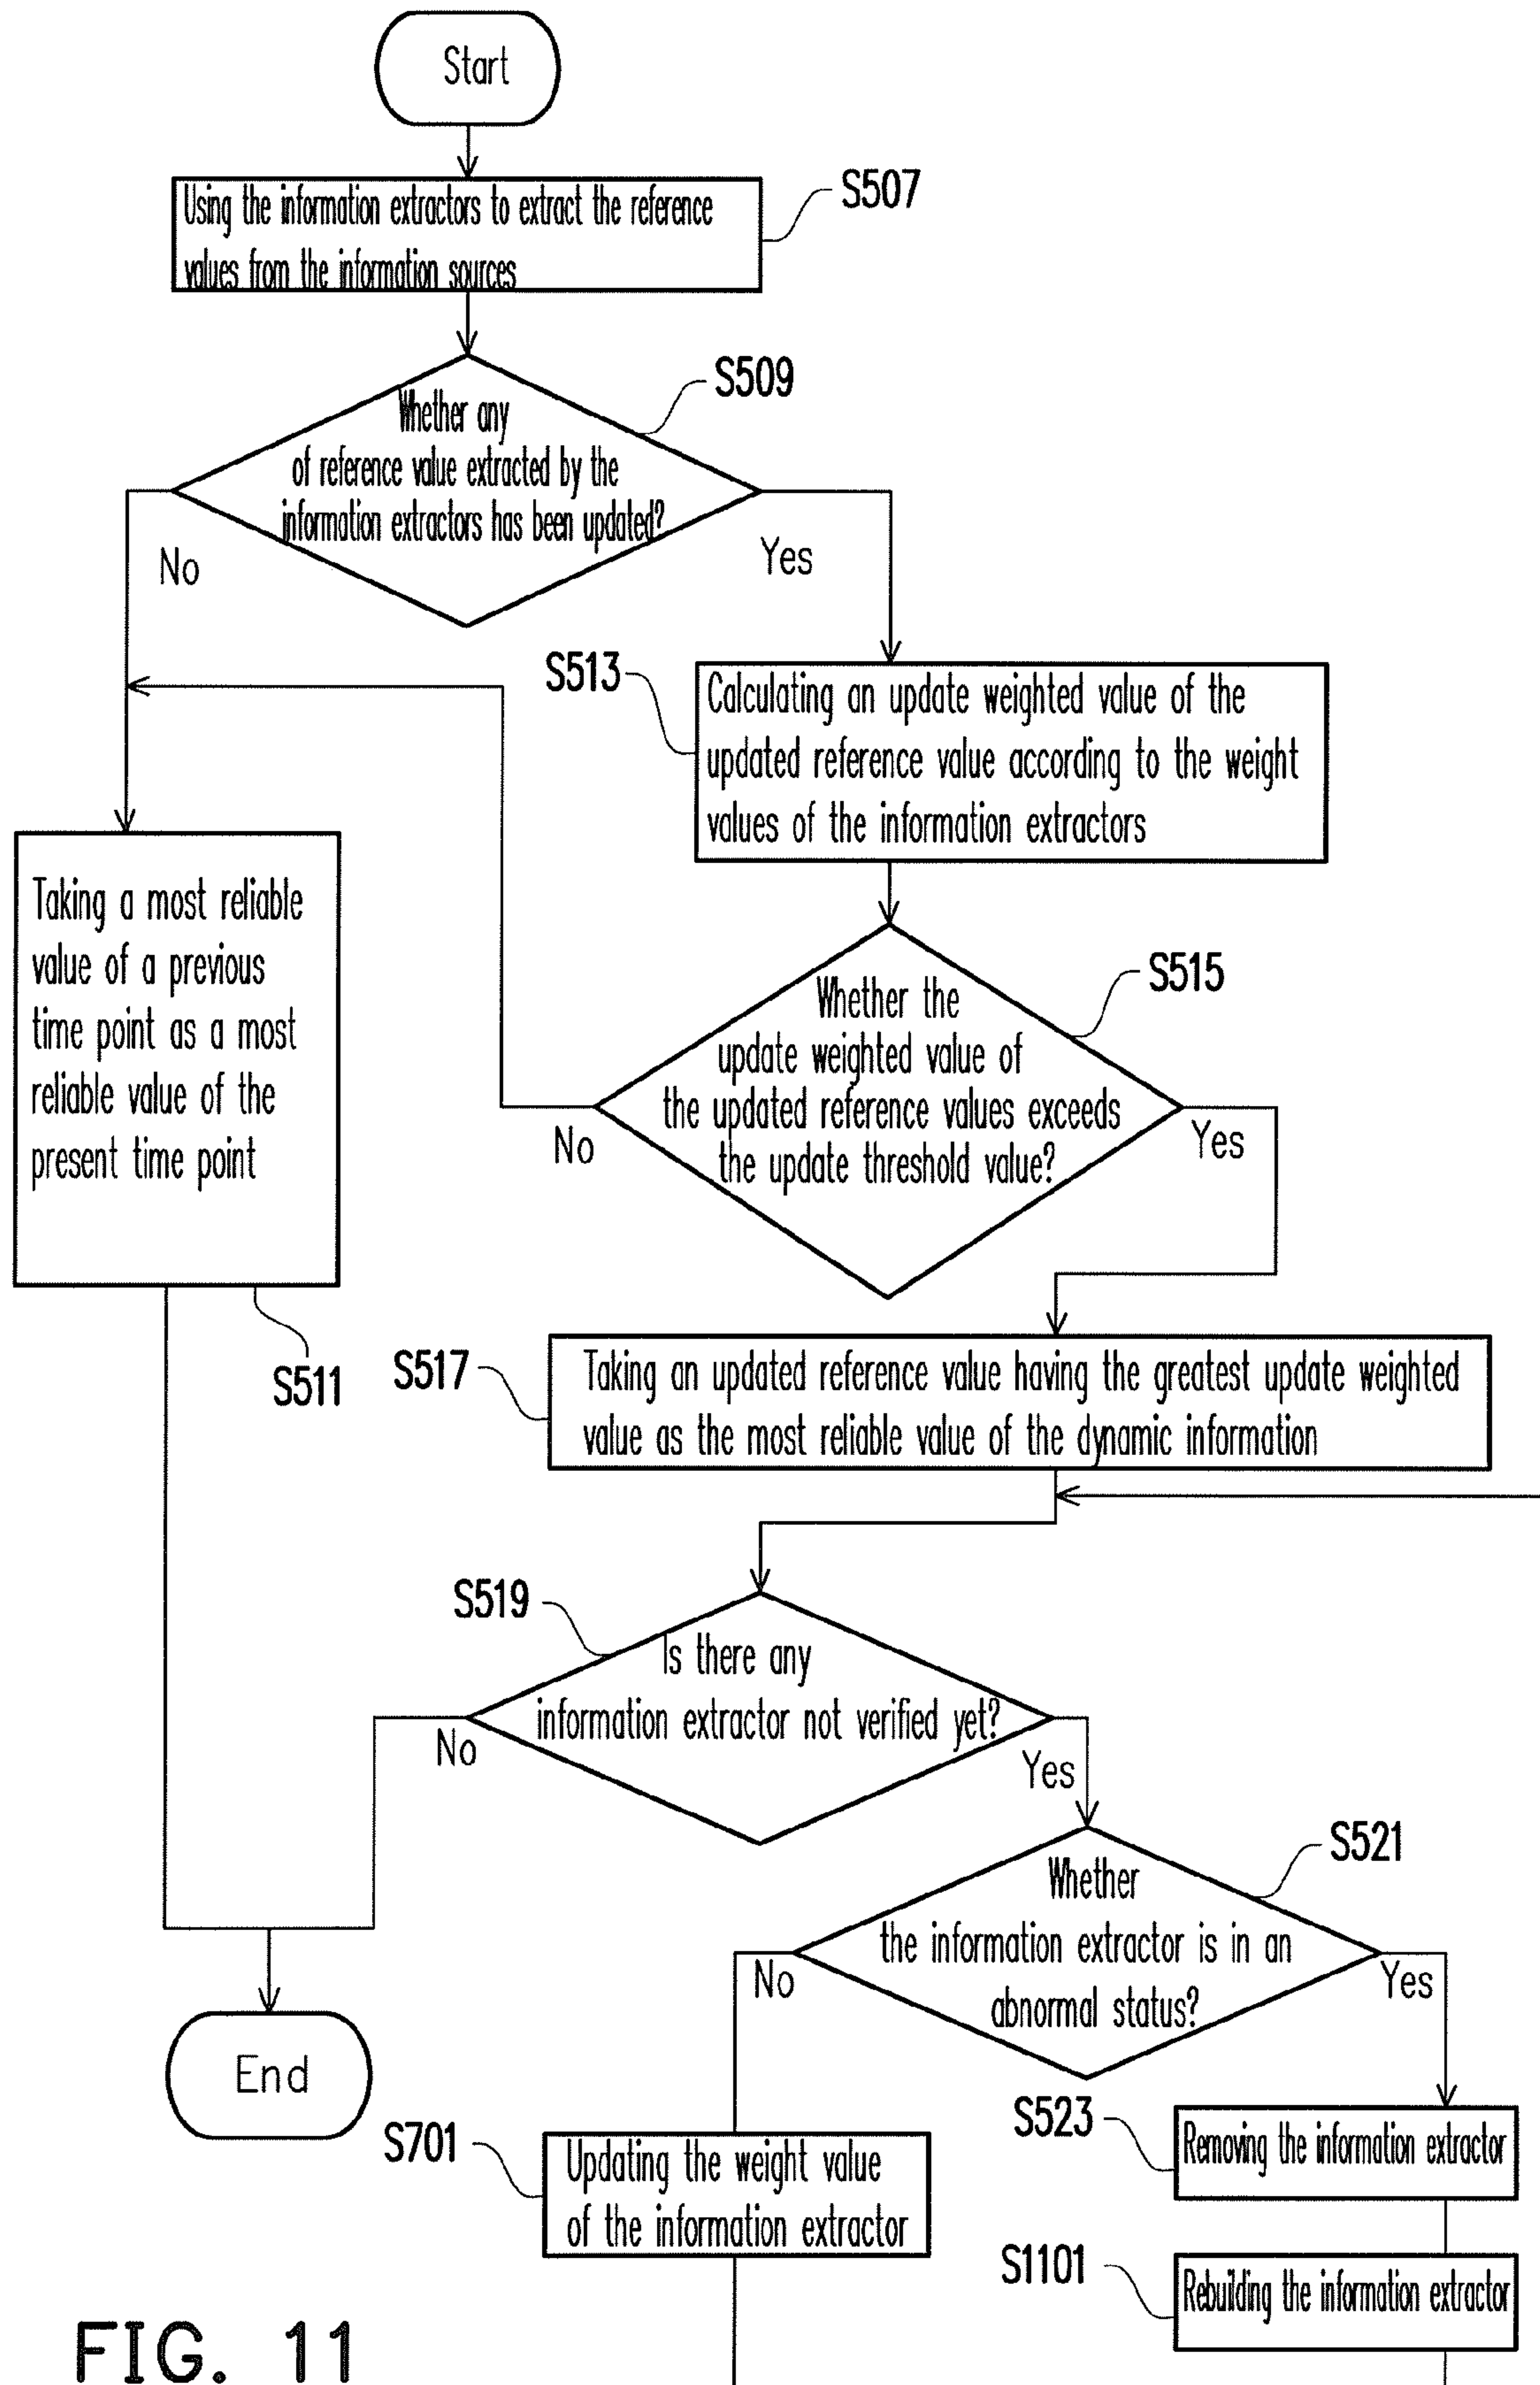 Start
Using the information extractors to extract the reference
values from the information sources
S507
Whether any
of reference value extracted by the
information extractors has been updated?
S509
No
Yes
S513
Calculating an update weighted value of the
updated reference value according to the weight
values of the information extractors
Taking a most reliable
value of a previous
time point as a most
reliable value of the
present time point
S511
Whether the
update weighted value of
the updated reference values exceeds
the update threshold value?
S515
No
Yes
S517
Taking an updated reference value having the greatest update weighted
value as the most reliable value of the dynamic information
S519
Is there any
information extractor not verified yet?
No
Yes
S521
Whether
the information extractor is in an
abnormal status?
No
Yes
End
S701
Updating the weight value
of the information extractor
S523
Removing the information extractor
S1101
Rebuilding the information extractor
FIG. 11